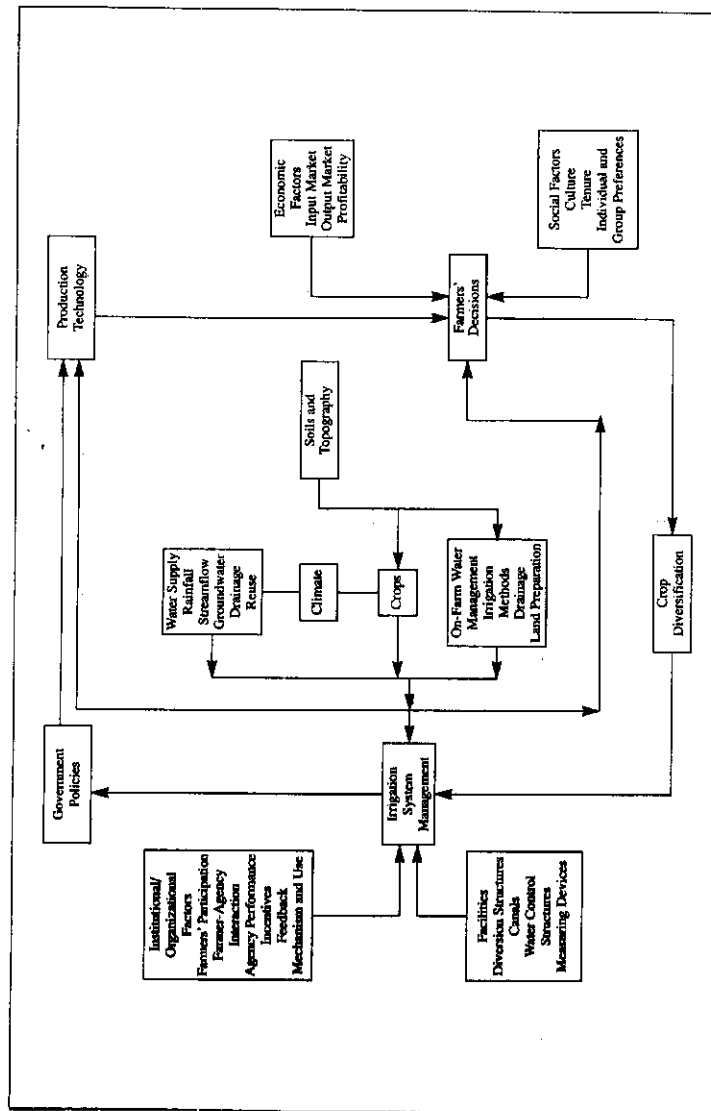 Government
Policies
Production
Technology
Institutional/
Organizational
Factors
Farmers' Participation
Farmer-Agency
Interaction
Agency Performance
Incentives
Feedback
Mechanism and Use
Water Supply
Rainfall
Streamflow
Groundwater
Drainage
Reuse
Climate
Crops
Soils and
Topography
Economic
Factors
Input Market
Output Market
Profitability
Irrigation
System
Management
On-Farm Water
Management
Irrigation
Methods
Drainage
Land Preparation
Farmers'
Decisions
Facilities
Diversion Structures
Canals
Water Control
Structures
Measuring Devices
Social Factors
Culture
Tenure
Individual and
Group Preferences
Crop
Diversification